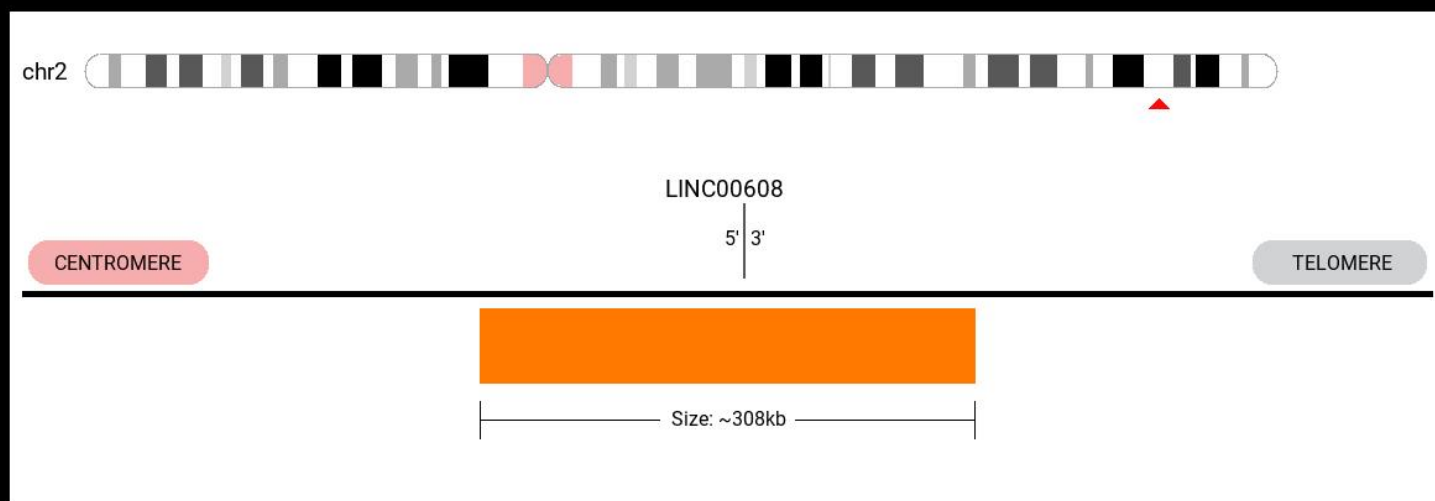 chr2
LINC00608
5' 3'
CENTROMERE
TELOMERE
Size: ~308kb